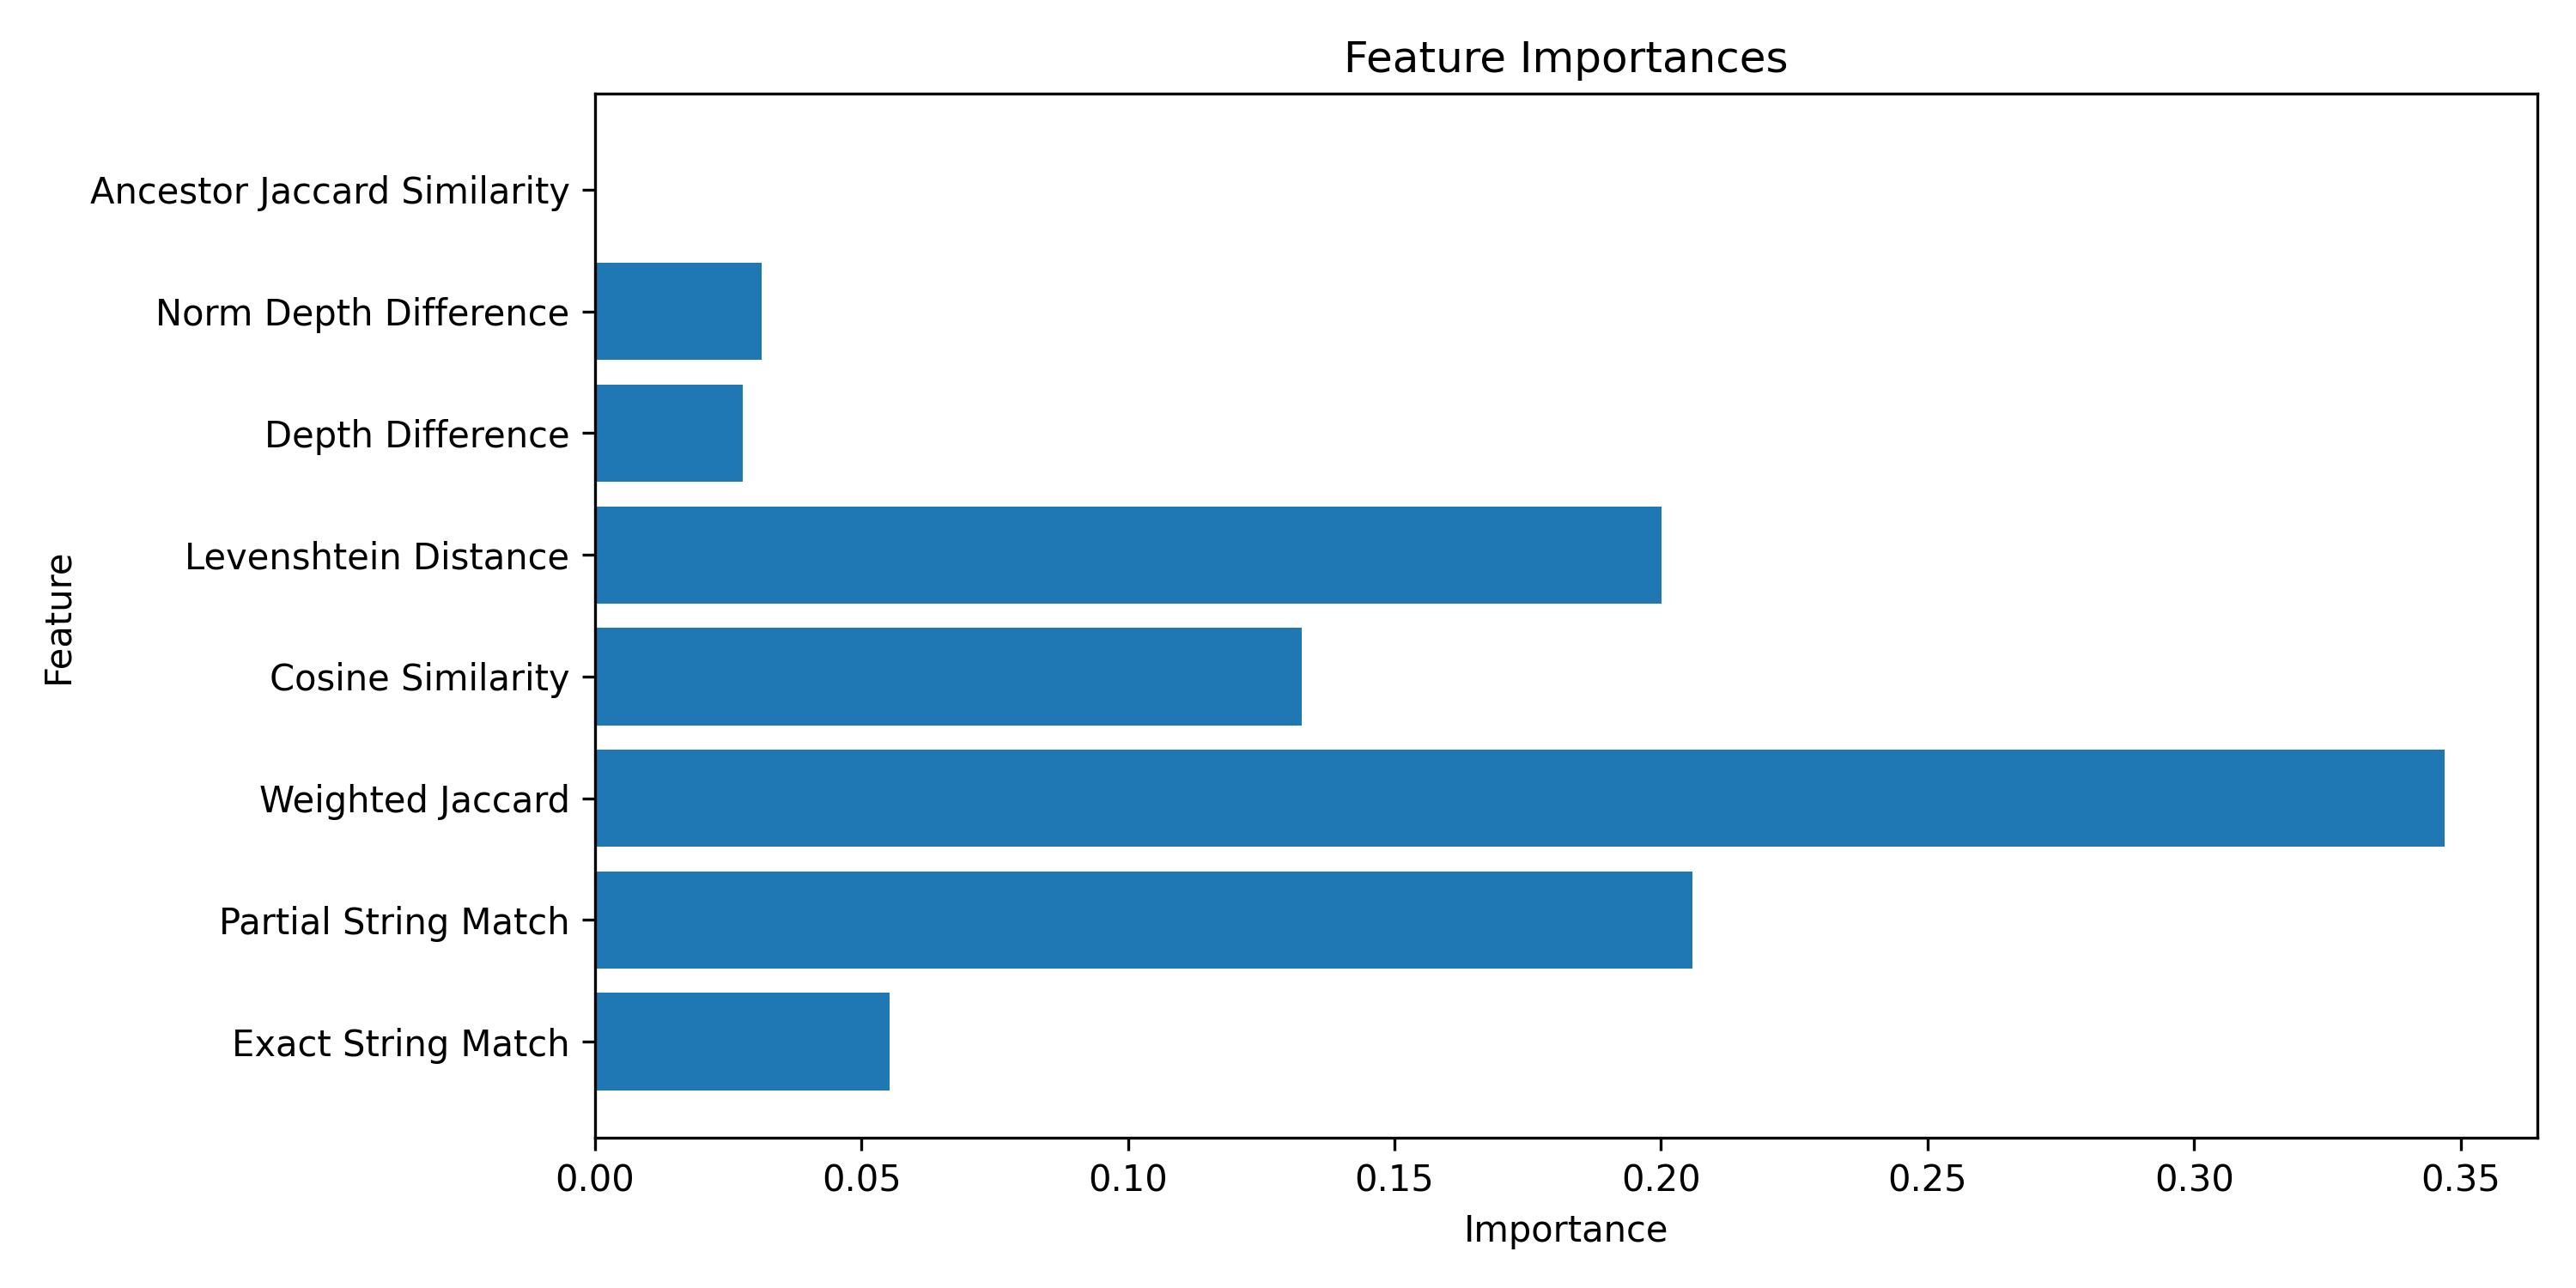 Feature Importances
Ancestor Jaccard Similarity
Norm Depth Difference
Depth Difference
Levenshtein Distance
Cosine Similarity
Weighted Jaccard
Partial String Match
Exact String Match
Feature
0.00 0.05 0.10 0.15 0.20 0.25 0.30 0.35
Importance